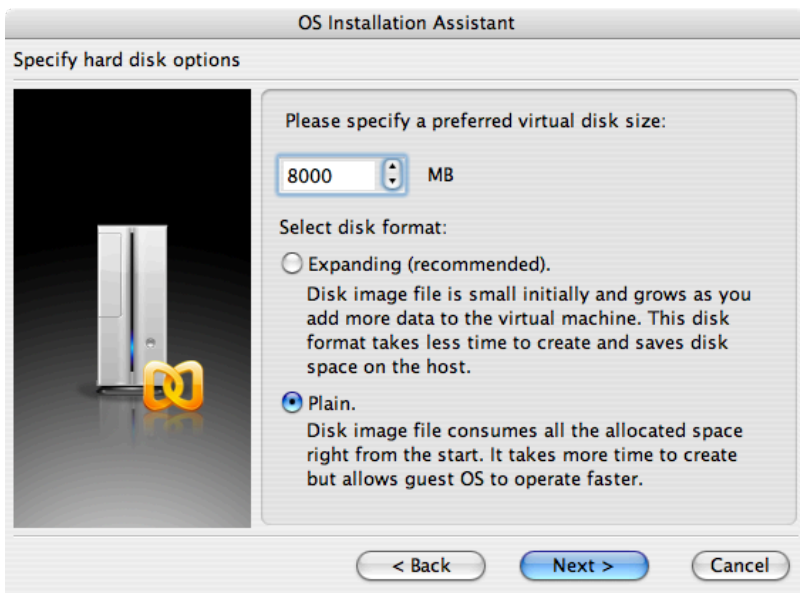 OS Installation Assistant
Specify hard disk options
Please specify a preferred virtual disk size:
8000 MB
Select disk format:
Expanding (recommended).
Disk image file is small initially and grows as you
add more data to the virtual machine. This disk
format takes less time to create and saves disk
space on the host.
Plain.
Disk image file consumes all the allocated space
right from the start. It takes more time to create
but allows guest OS to operate faster.
< Back Next > Cancel